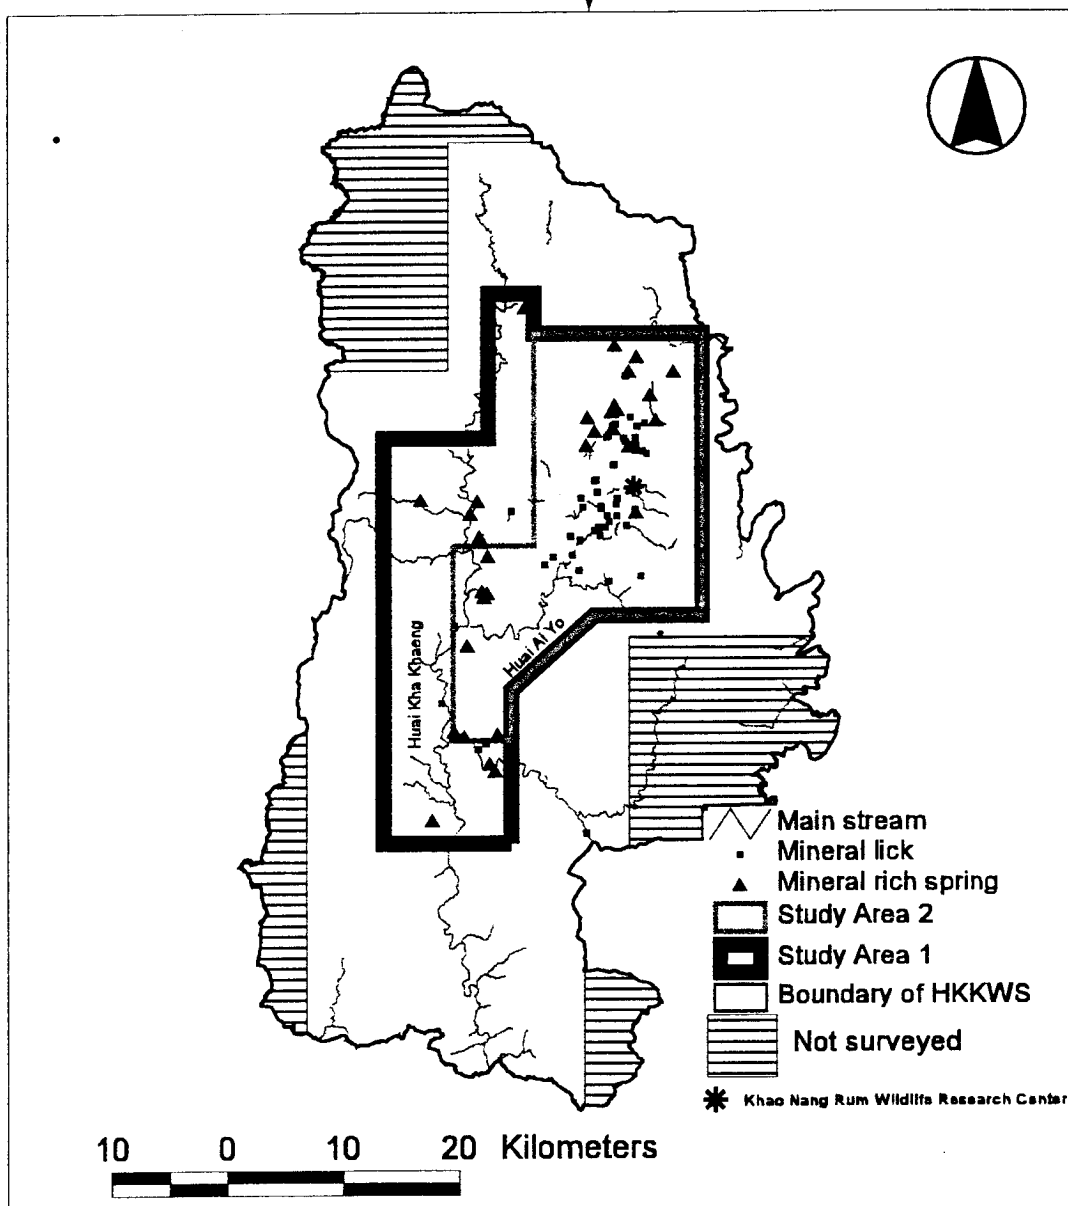 Huai Kha Khaeng
Huai Ai Yo
Main stream
Mineral lick
Mineral rich spring
Study Area 2
Study Area 1
Boundary of HKKWS
Not surveyed
Khao Nang Rum Wildlife Research Center
10 0 10 20 Kilometers